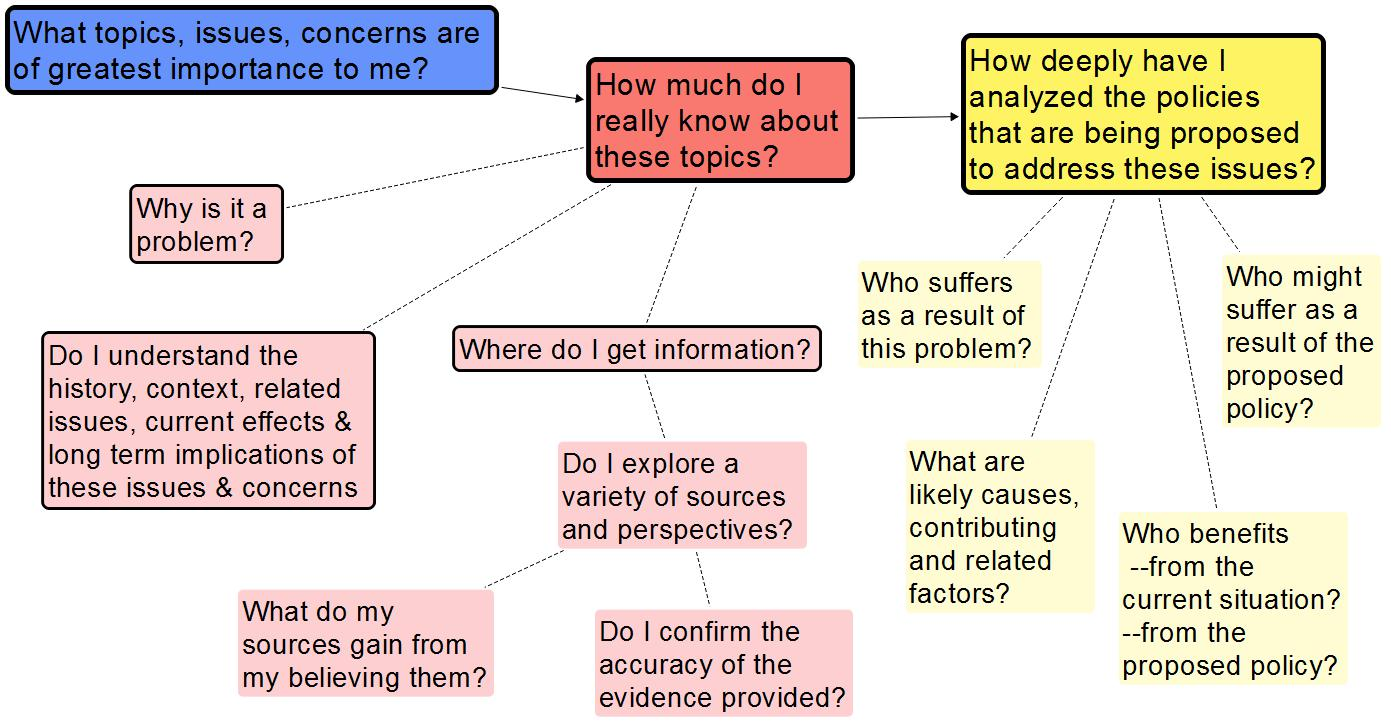 What topics, issues, concerns are
of greatest importance to me?
How much do I
really know about
these topics?
How deeply have I
analyzed the policies
that are being proposed
to address these issues?
Why is it a
problem?
Do I understand the
history, context, related
issues, current effects &
long term implications of
these issues & concerns
Where do I get information?
Do I explore a
variety of sources
and perspectives?
What do my
sources gain from
my believing them?
Do I confirm the
accuracy of the
evidence provided?
Who suffers
as a result of
this problem?
What are
likely causes,
contributing
and related
factors?
Who benefits
--from the
current situation?
--from the
proposed policy?
Who might
suffer as a
result of the
proposed
policy?